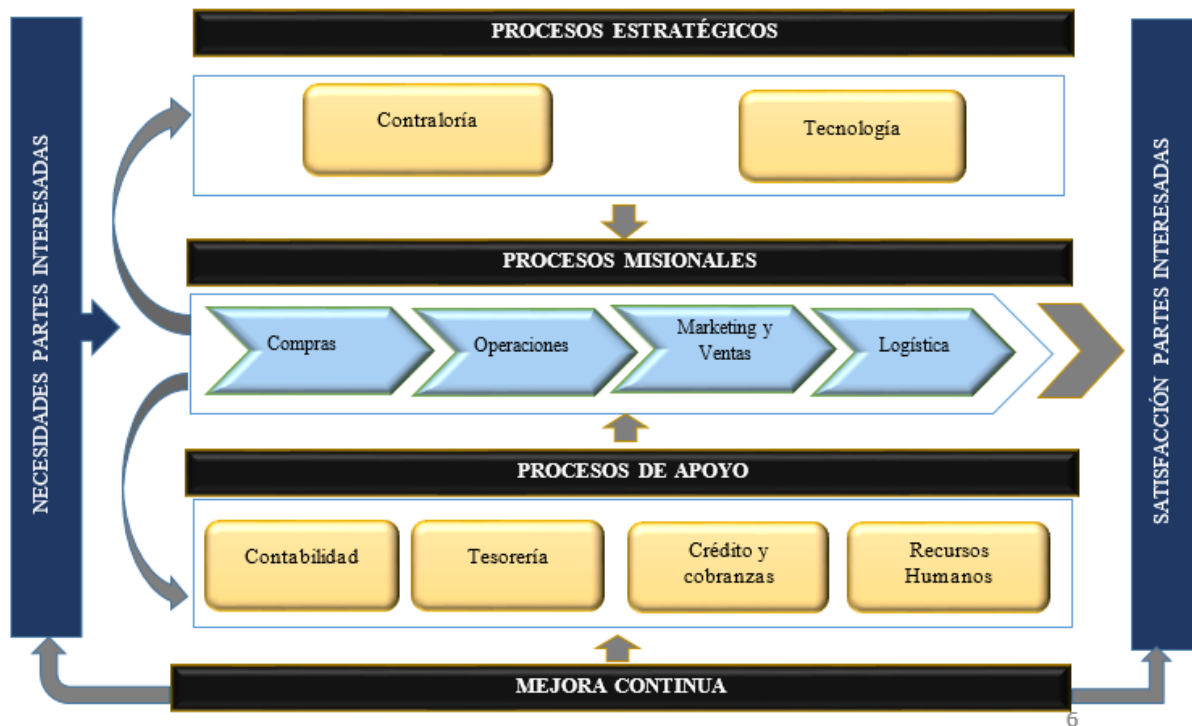 PROCESOS ESTRATÉGICOS
Contraloría
Tecnología
NECESIDADES PARTES INTERESADAS
PROCESOS MISIONALES
Compras
Operaciones
Marketing y
Ventas
Logística
PROCESOS DE APOYO
Contabilidad
Tesorería
Crédito y
cobranzas
Recursos
Humanos
SATISFACCIÓN PARTES INTERESADAS
MEJORA CONTINUA
6